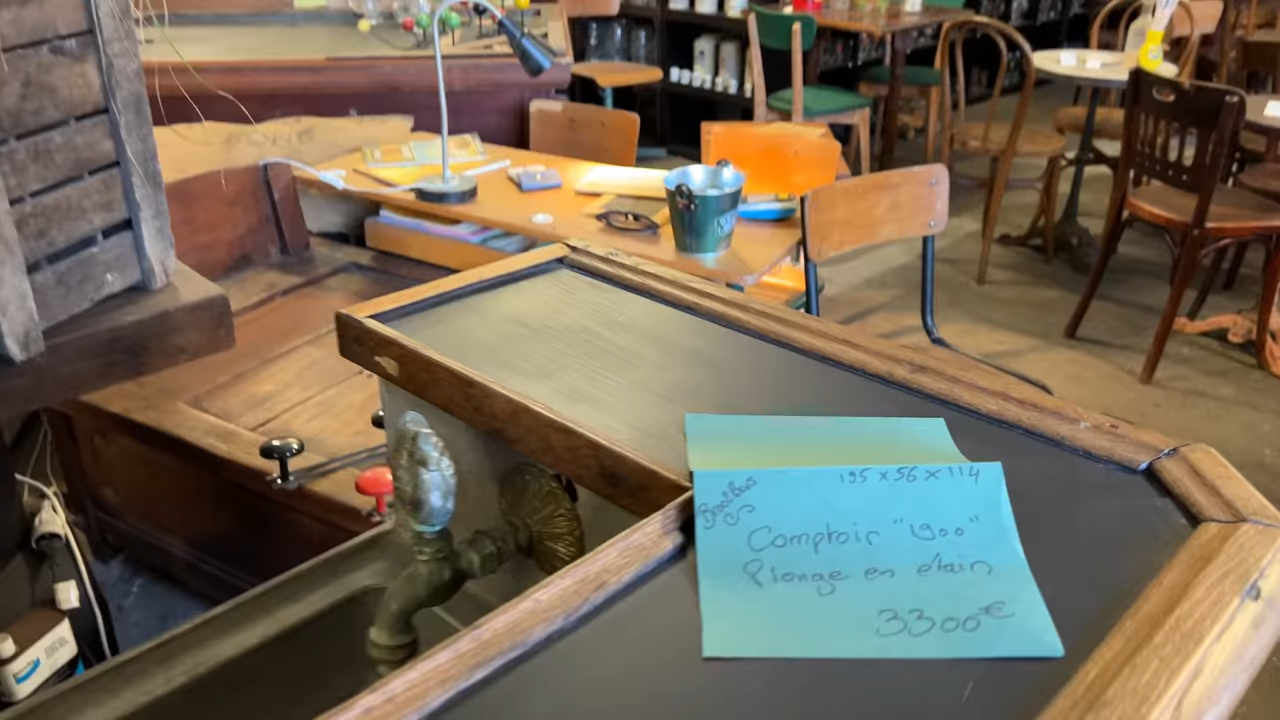 195 x 56 x 114
Comptoir "1900"
Plonge en étain
3300€